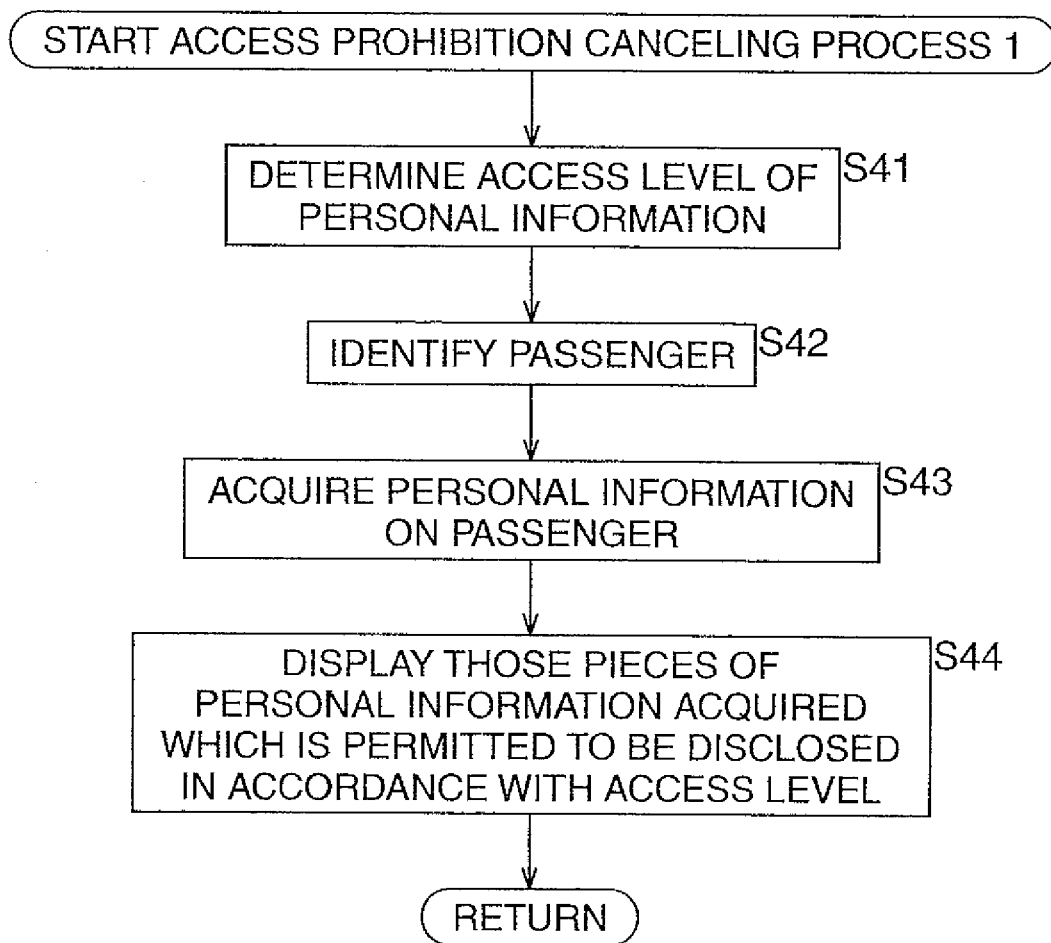 START ACCESS PROHIBITION CANCELING PROCESS 1
DETERMINE ACCESS LEVEL OF
PERSONAL INFORMATION
S41
IDENTIFY PASSENGER
S42
ACQUIRE PERSONAL INFORMATION
ON PASSENGER
S43
DISPLAY THOSE PIECES OF
PERSONAL INFORMATION ACQUIRED
WHICH IS PERMITTED TO BE DISCLOSED
IN ACCORDANCE WITH ACCESS LEVEL
S44
RETURN